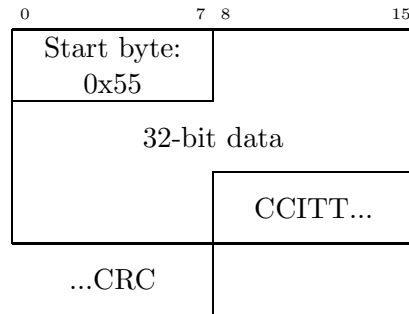 0 7 8 15
Start byte:
0x55
32-bit data
CCITT...
...CRC